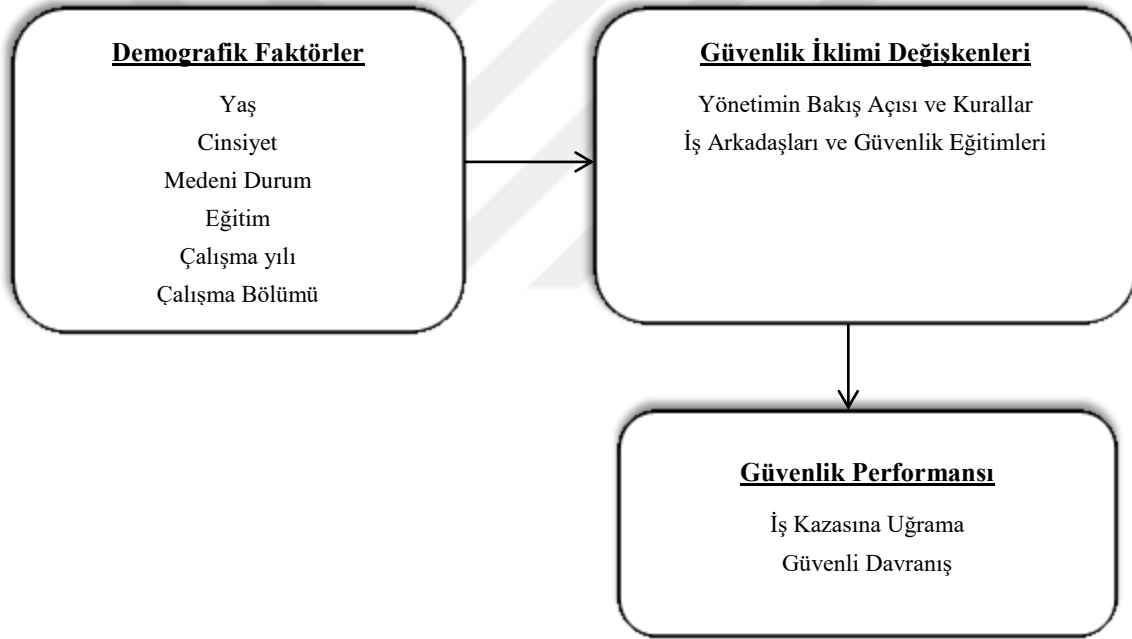 Demografik Faktörler
Yaş
Cinsiyet
Medeni Durum
Eğitim
Çalışma yılı
Çalışma Bölümü
Güvenlik İklimi Değişkenleri
Yönetimin Bakış Açısı ve Kurallar
İş Arkadaşları ve Güvenlik Eğitimleri
Güvenlik Performansı
İş Kazasına Uğrama
Güvenli Davranış